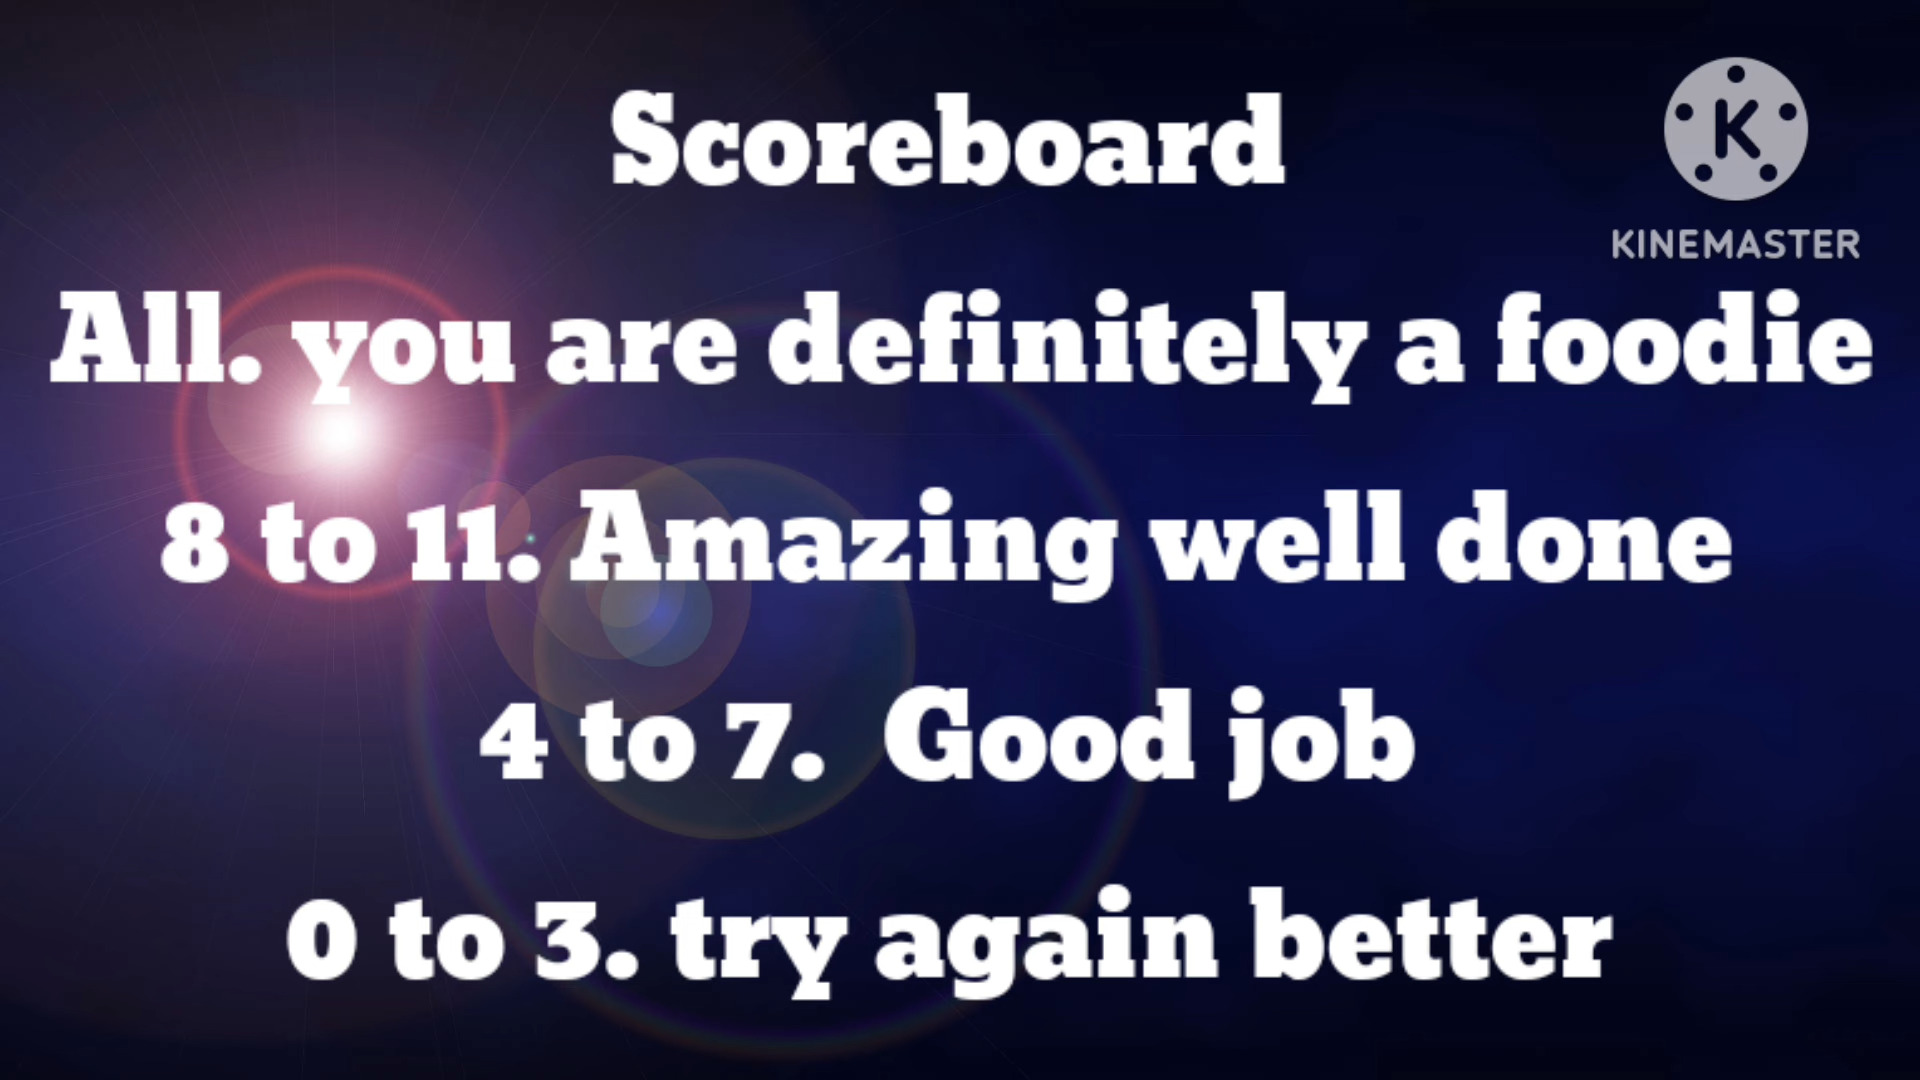 Scoreboard
K
KINEMASTER
All. you are definitely a foodie
8 to 11. Amazing well done
4 to 7.  Good job
0 to 3. try again better